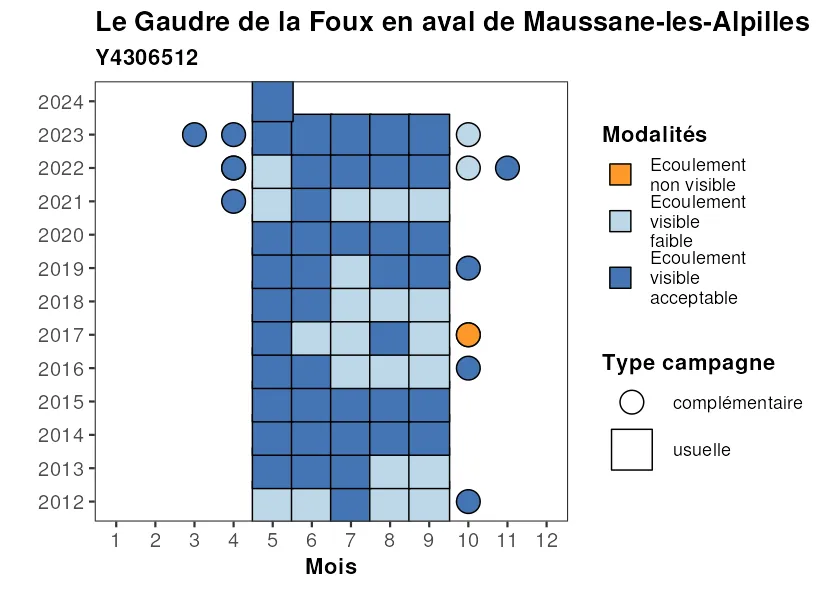 Le Gaudre de la Foux en aval de Maussane-les-Alpilles
Y4306512
2024
2023
2022
2021
2020
2019
2018
2017
2016
2015
2014
2013
2012
1 2 3 4 5 6 7 8 9 10 11 12
Mois
Modalités
Ecoulement
non visible
Ecoulement
visible
faible
Ecoulement
visible
acceptable
Type campagne
complémentaire
usuelle